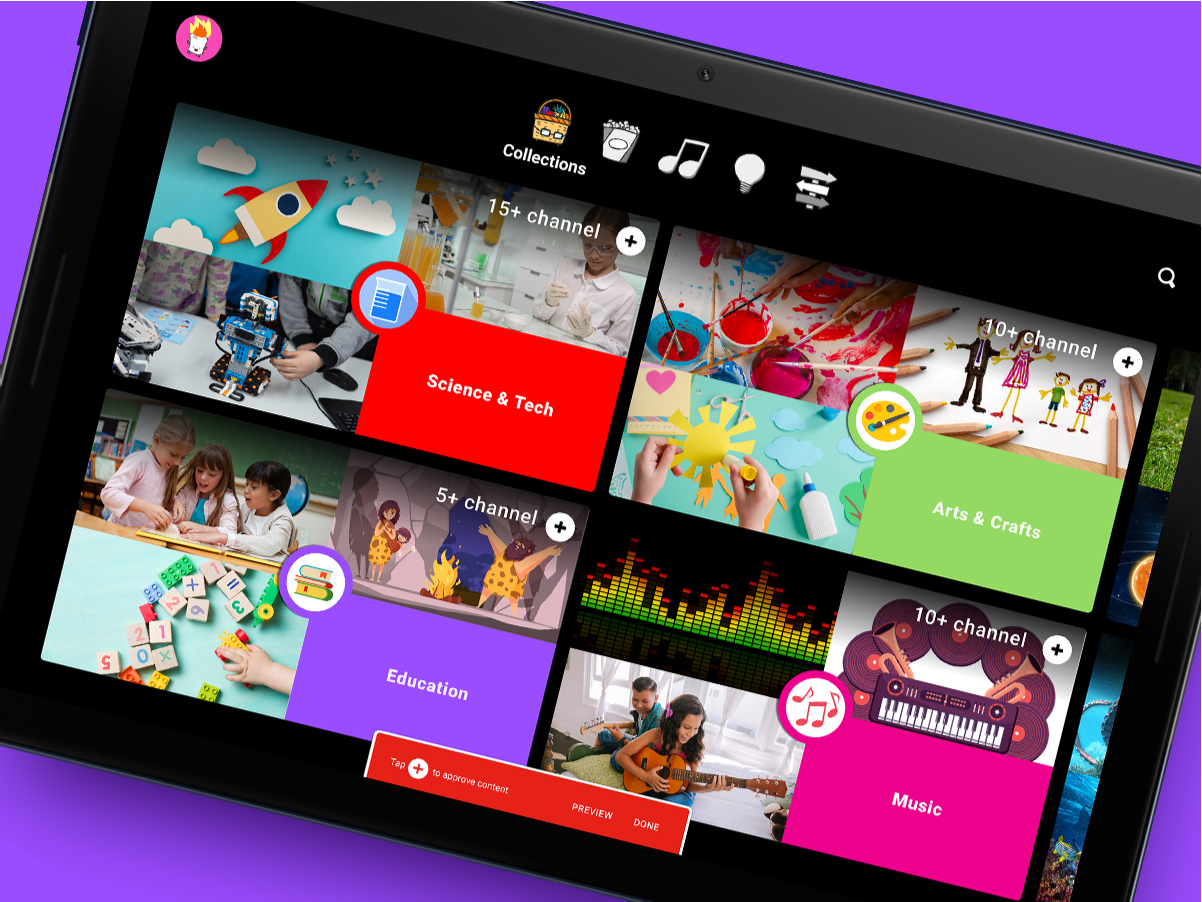 Collections
15+ channel
Science & Tech
10+ channel
Arts & Crafts
5+ channel
Education
10+ channel
Music
Tap + to approve content
PREVIEW
DONE